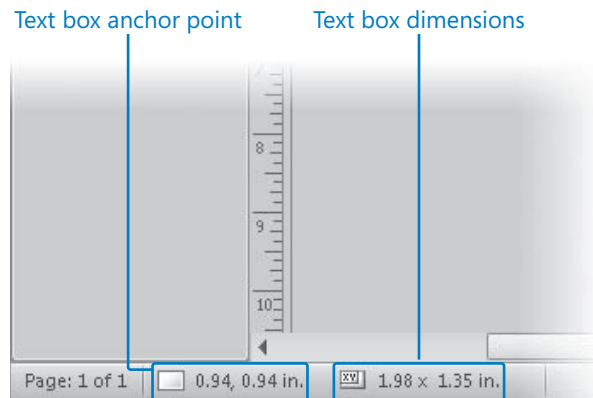 Text box anchor point
Text box dimensions
8
9
10
Page: 1 of 1
0.94, 0.94 in.
1.98 x 1.35 in.